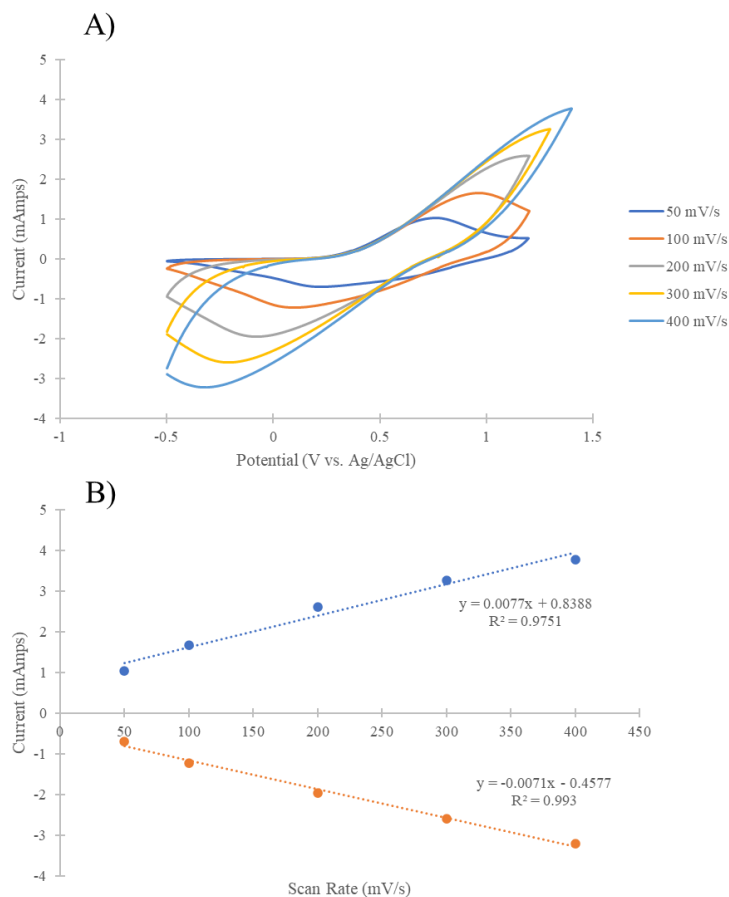 A)
5
4
3
2
1
0
-1
-2
-3
-4
-1
-0.5
0
0.5
1
1.5
Current (mAmps)
Potential (V vs. Ag/AgCl)
50 mV/s
100 mV/s
200 mV/s
300 mV/s
400 mV/s
B)
5
4
3
2
1
0
-1
-2
-3
-4
0
50
100
150
200
250
300
350
400
450
Current (mAmps)
y = 0.0077x + 0.8388
R² = 0.9751
y = -0.0071x - 0.4577
R² = 0.993
Scan Rate (mV/s)